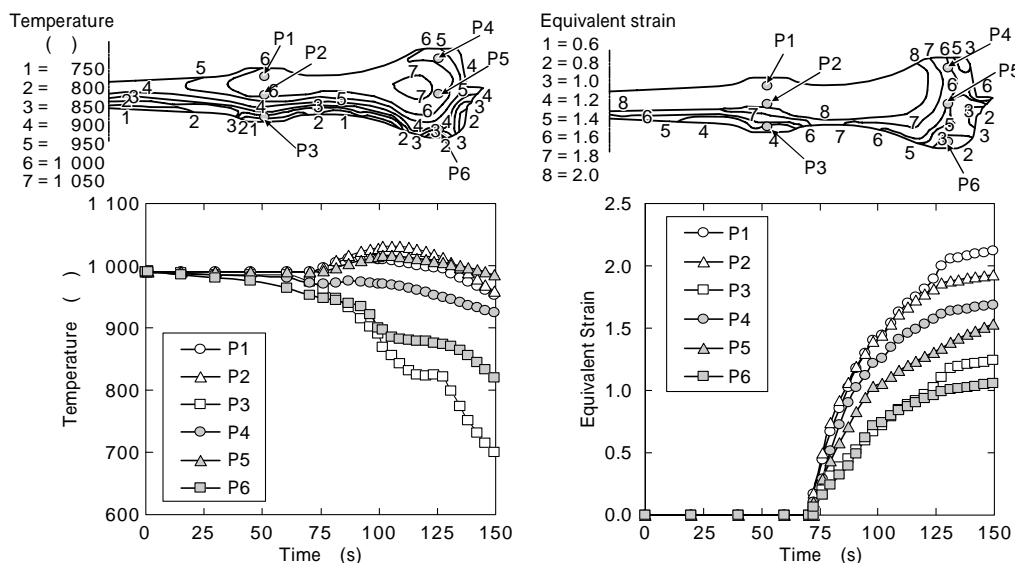 Temperature
( )
1 = 750
2 = 800
3 = 850
4 = 900
5 = 950
6 = 1 000
7 = 1 050
P1
P2
P3
P4
P5
P6
Equivalent strain
1 = 0.6
2 = 0.8
3 = 1.0
4 = 1.2
5 = 1.4
6 = 1.6
7 = 1.8
8 = 2.0
P1
P2
P3
P4
P5
P6
1 100
1 000
900
800
700
600
Temperature ( )
P1
P2
P3
P4
P5
P6
0 25 50 75 100 125 150
Time (s)
2.5
2.0
1.5
1.0
0.5
0.0
Equivalent Strain
P1
P2
P3
P4
P5
P6
0 25 50 75 100 125 150
Time (s)